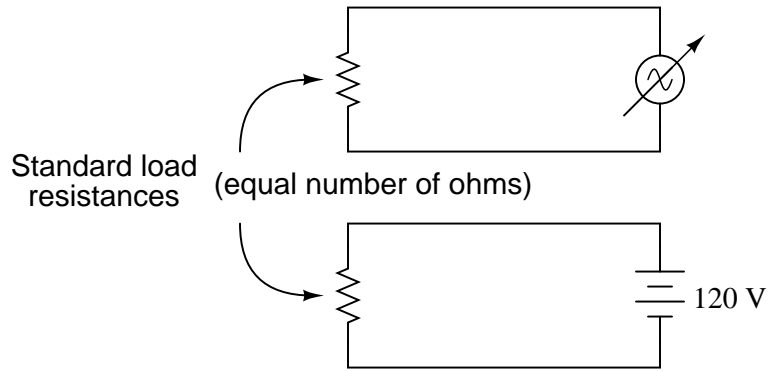 Standard load
resistances
(equal number of ohms)
120 V